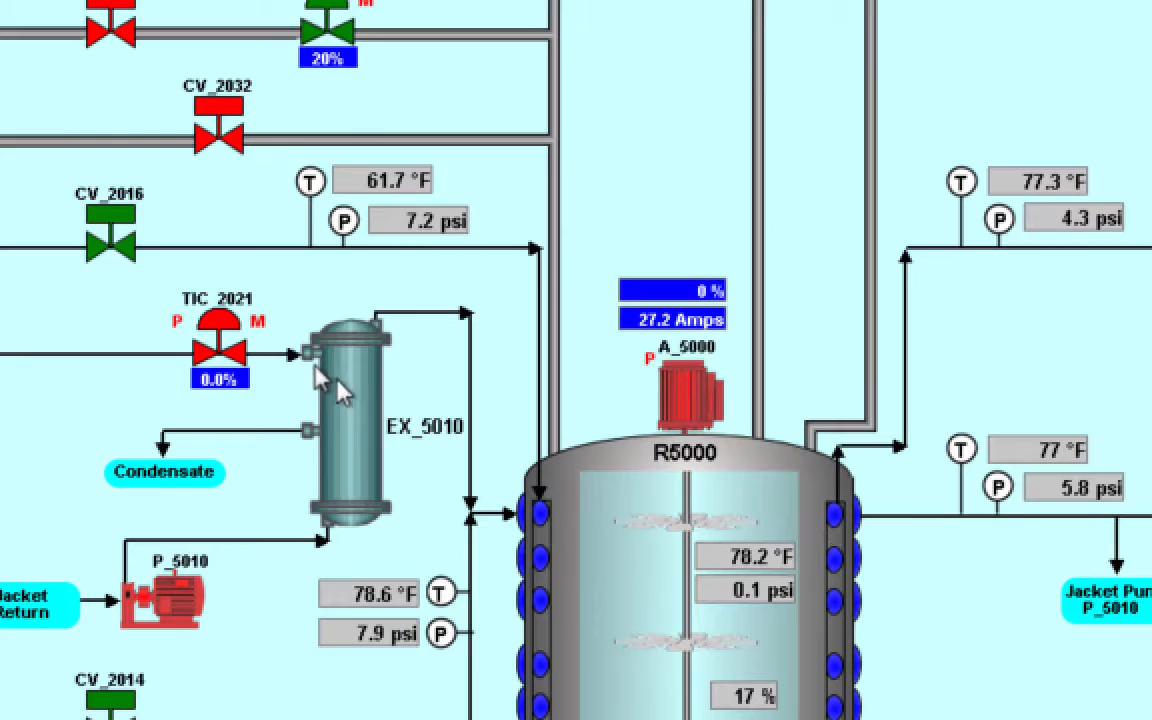 M
20%
CV_2032
T
61.7 °F
T
77.3 °F
CV_2016
P
7.2 psi
P
4.3 psi
TIC_2021
P
M
0 %
27.2 Amps
P
A_5000
0.0%
EX_5010
R5000
T
77 °F
Condensate
P
5.8 psi
P_5010
78.2 °F
Jacket
Return
78.6 °F
T
0.1 psi
Jacket Pum
P_5010
7.9 psi
P
CV_2014
17 %